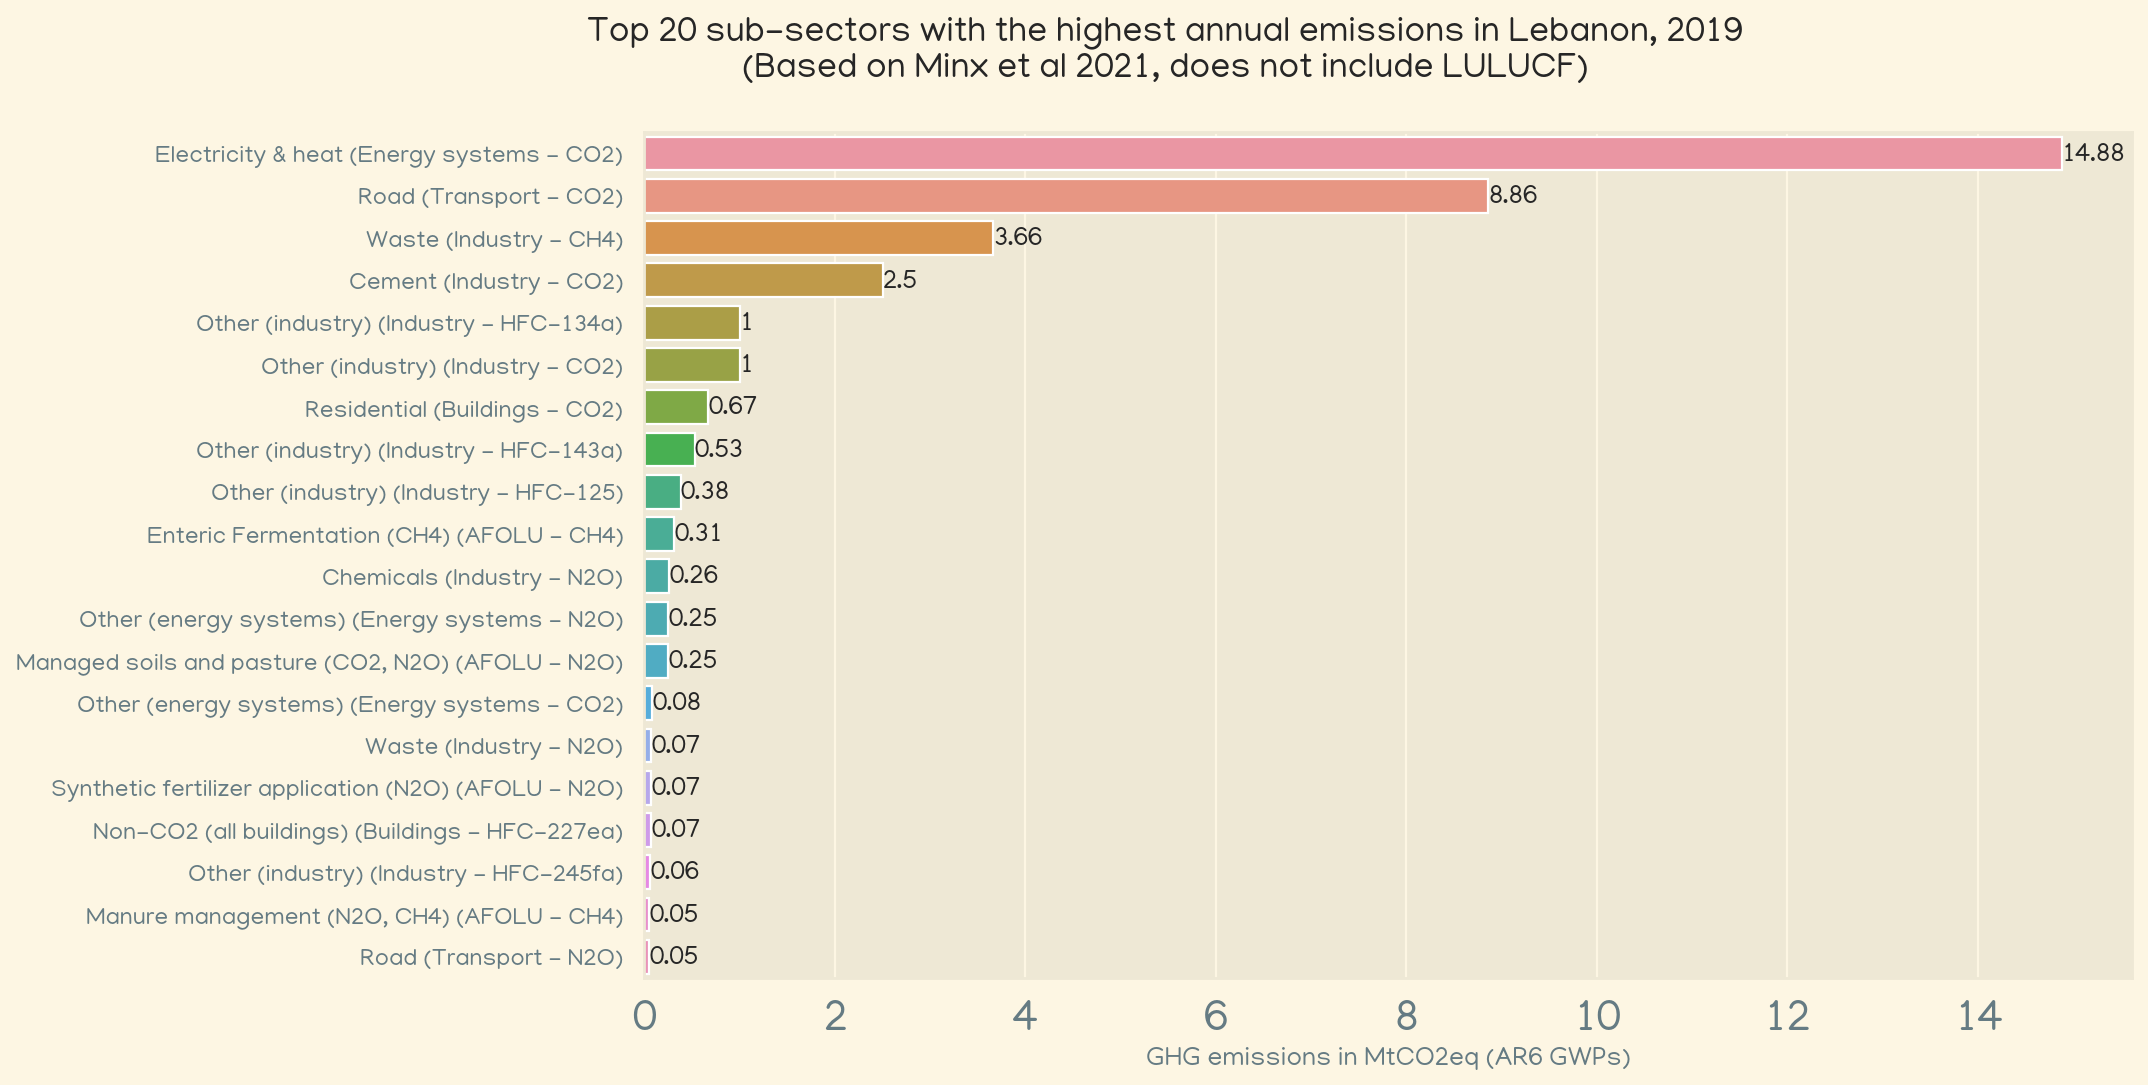 Top 20 sub-sectors with the highest annual emissions in Lebanon, 2019
(Based on Minx et al 2021, does not include LULUCF)
Electricity & heat (Energy systems - CO2) 14.88
Road (Transport - CO2) 8.86
Waste (Industry - CH4) 3.66
Cement (Industry - CO2) 2.5
Other (industry) (Industry - HFC-134a) 1
Other (industry) (Industry - CO2) 1
Residential (Buildings - CO2) 0.67
Other (industry) (Industry - HFC-143a) 0.53
Other (industry) (Industry - HFC-125) 0.38
Enteric Fermentation (CH4) (AFOLU - CH4) 0.31
Chemicals (Industry - N2O) 0.26
Other (energy systems) (Energy systems - N2O) 0.25
Managed soils and pasture (CO2, N2O) (AFOLU - N2O) 0.25
Other (energy systems) (Energy systems - CO2) 0.08
Waste (Industry - N2O) 0.07
Synthetic fertilizer application (N2O) (AFOLU - N2O) 0.07
Non-CO2 (all buildings) (Buildings - HFC-227ea) 0.07
Other (industry) (Industry - HFC-245fa) 0.06
Manure management (N2O, CH4) (AFOLU - CH4) 0.05
Road (Transport - N2O) 0.05
0 2 4 6 8 10 12 14
GHG emissions in MtCO2eq (AR6 GWPs)